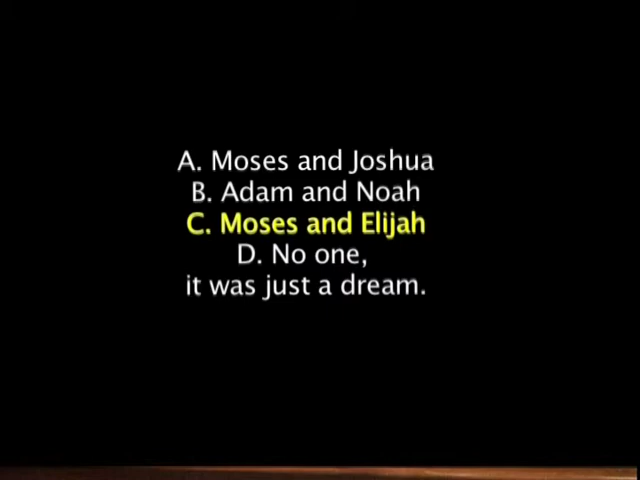 A. Moses and Joshua
B. Adam and Noah
C. Moses and Elijah
D. No one,
it was just a dream.